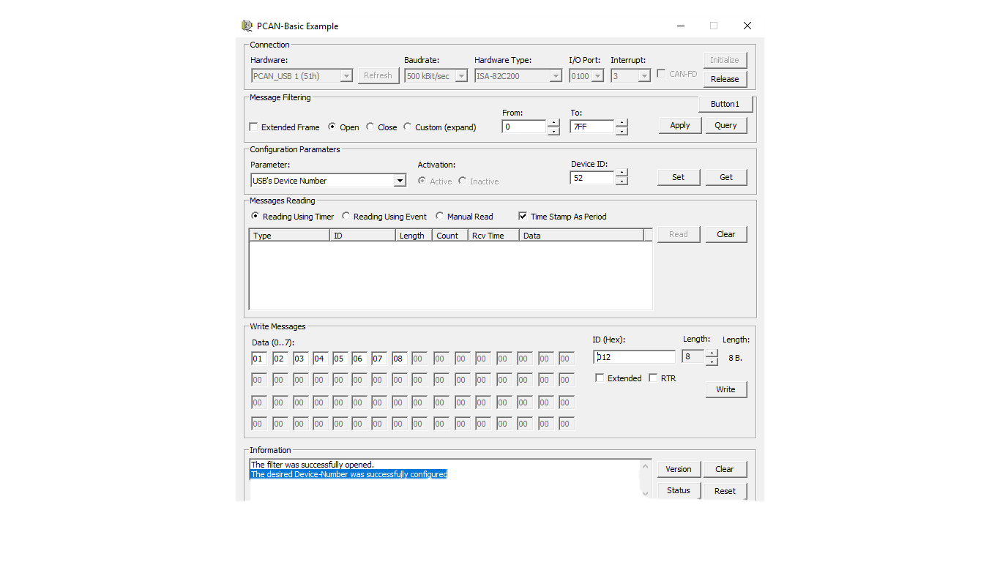 PCAN-Basic Example
Connection
Hardware: Baudrate: Hardware Type: I/O Port: Interrupt:
PCAN_USB 1 (51h) Refresh 500 kBit/sec ISA-82C200 0100 3 CAN-FD Initialize
Release
Message Filtering
Button1
From: To:
Extended Frame Open Close Custom (expand) 0 7FF Apply Query
Configuration Paramaters
Parameter: Activation: Device ID:
USB's Device Number Active Inactive 52 Set Get
Messages Reading
Reading Using Timer Reading Using Event Manual Read Time Stamp As Period
Type ID Length Count Rcv Time Data Read Clear
Write Messages
Data (0..7): ID (Hex): Length: Length:
01 02 03 04 05 06 07 08 00 00 00 00 00 00 00 00 012 8 8 B.
00 00 00 00 00 00 00 00 00 00 00 00 00 00 00 00 Extended RTR
Write
00 00 00 00 00 00 00 00 00 00 00 00 00 00 00 00
00 00 00 00 00 00 00 00 00 00 00 00 00 00 00 00
Information
The filter was successfully opened. Version Clear
The desired Device-Number was successfully configured
Status Reset